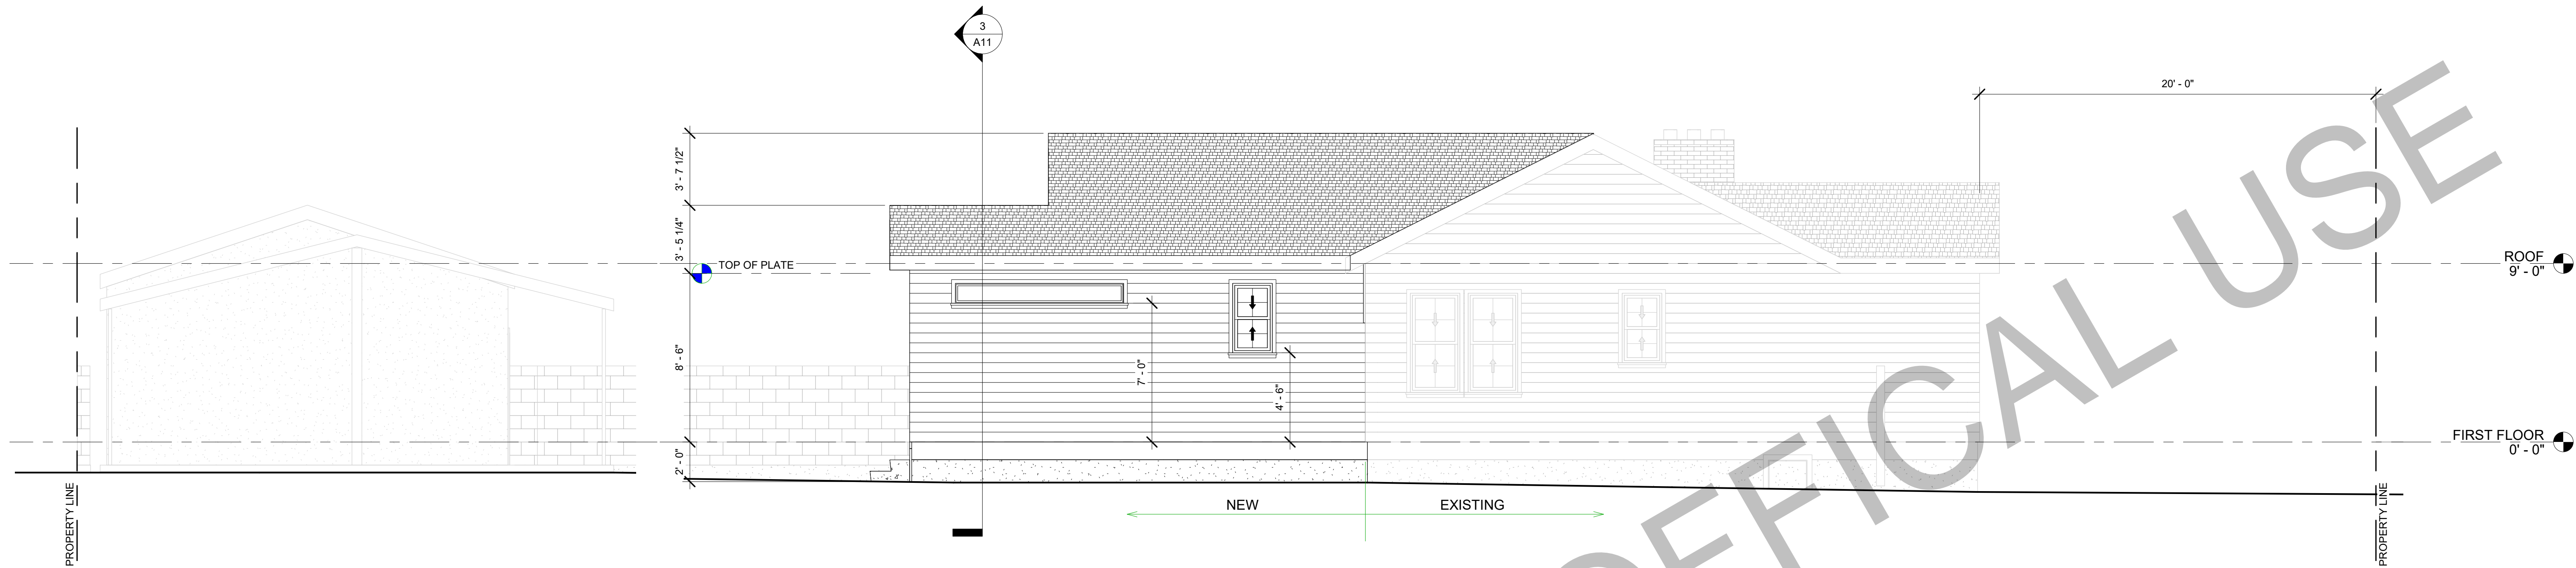 3
A11
20' - 0"
3' - 7 1/2"
3' - 5 1/4"
TOP OF PLATE
ROOF
9' - 0"
8' - 6"
7' - 0"
4' - 6"
FIRST FLOOR
0' - 0"
2' - 0"
PROPERTY LINE
NEW
EXISTING
PROPERTY LINE
OFFICAL USE